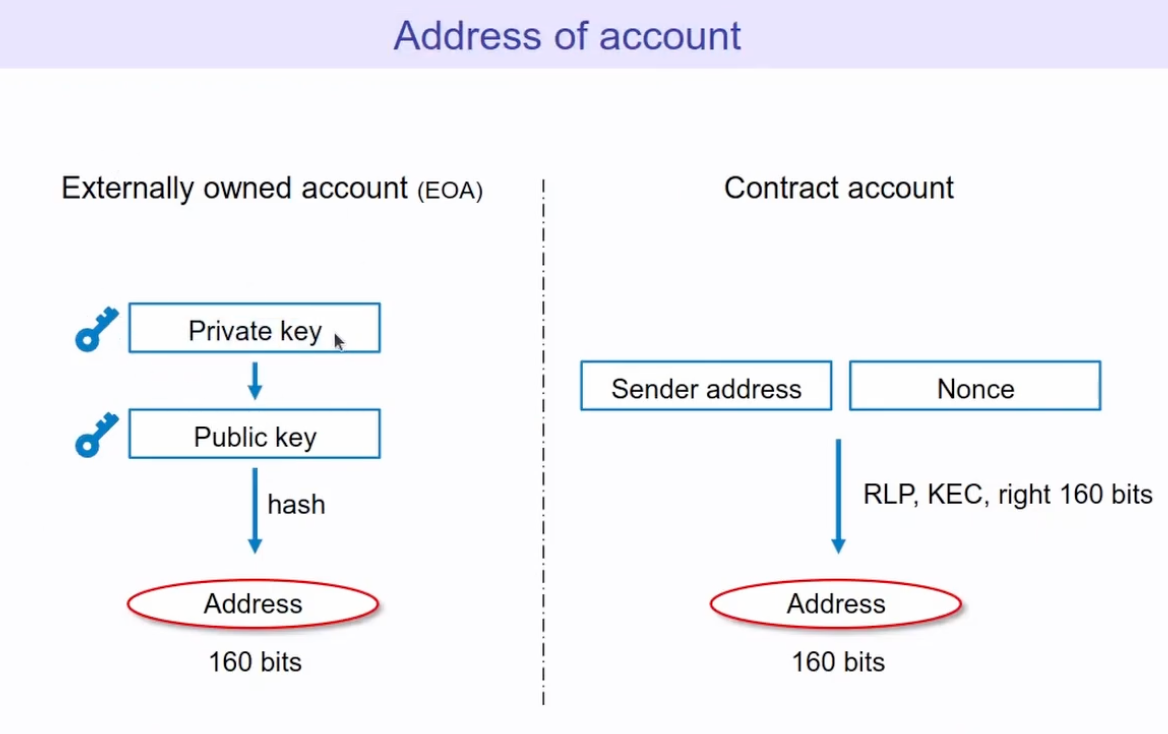 Address of account
Externally owned account (EOA)
Private key
Public key
hash
Address
160 bits
Contract account
Sender address
Nonce
RLP, KEC, right 160 bits
Address
160 bits